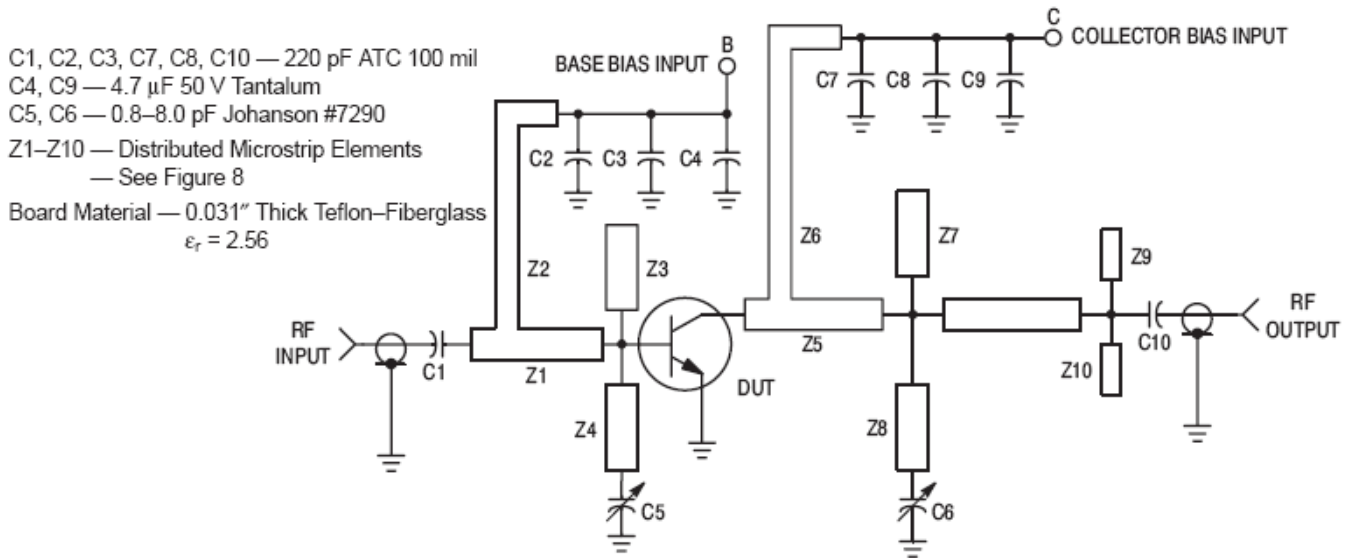 C1, C2, C3, C7, C8, C10 — 220 pF ATC 100 mil
C4, C9 — 4.7 μF 50 V Tantalum
C5, C6 — 0.8–8.0 pF Johanson #7290
Z1–Z10 — Distributed Microstrip Elements
— See Figure 8
Board Material — 0.031″ Thick Teflon–Fiberglass
εr = 2.56
BASE BIAS INPUT
B
C
COLLECTOR BIAS INPUT
C2
C3
C4
C7
C8
C9
Z2
Z3
Z6
Z7
Z9
RF
INPUT
C1
Z1
DUT
Z5
C10
RF
OUTPUT
Z4
Z8
Z10
C5
C6